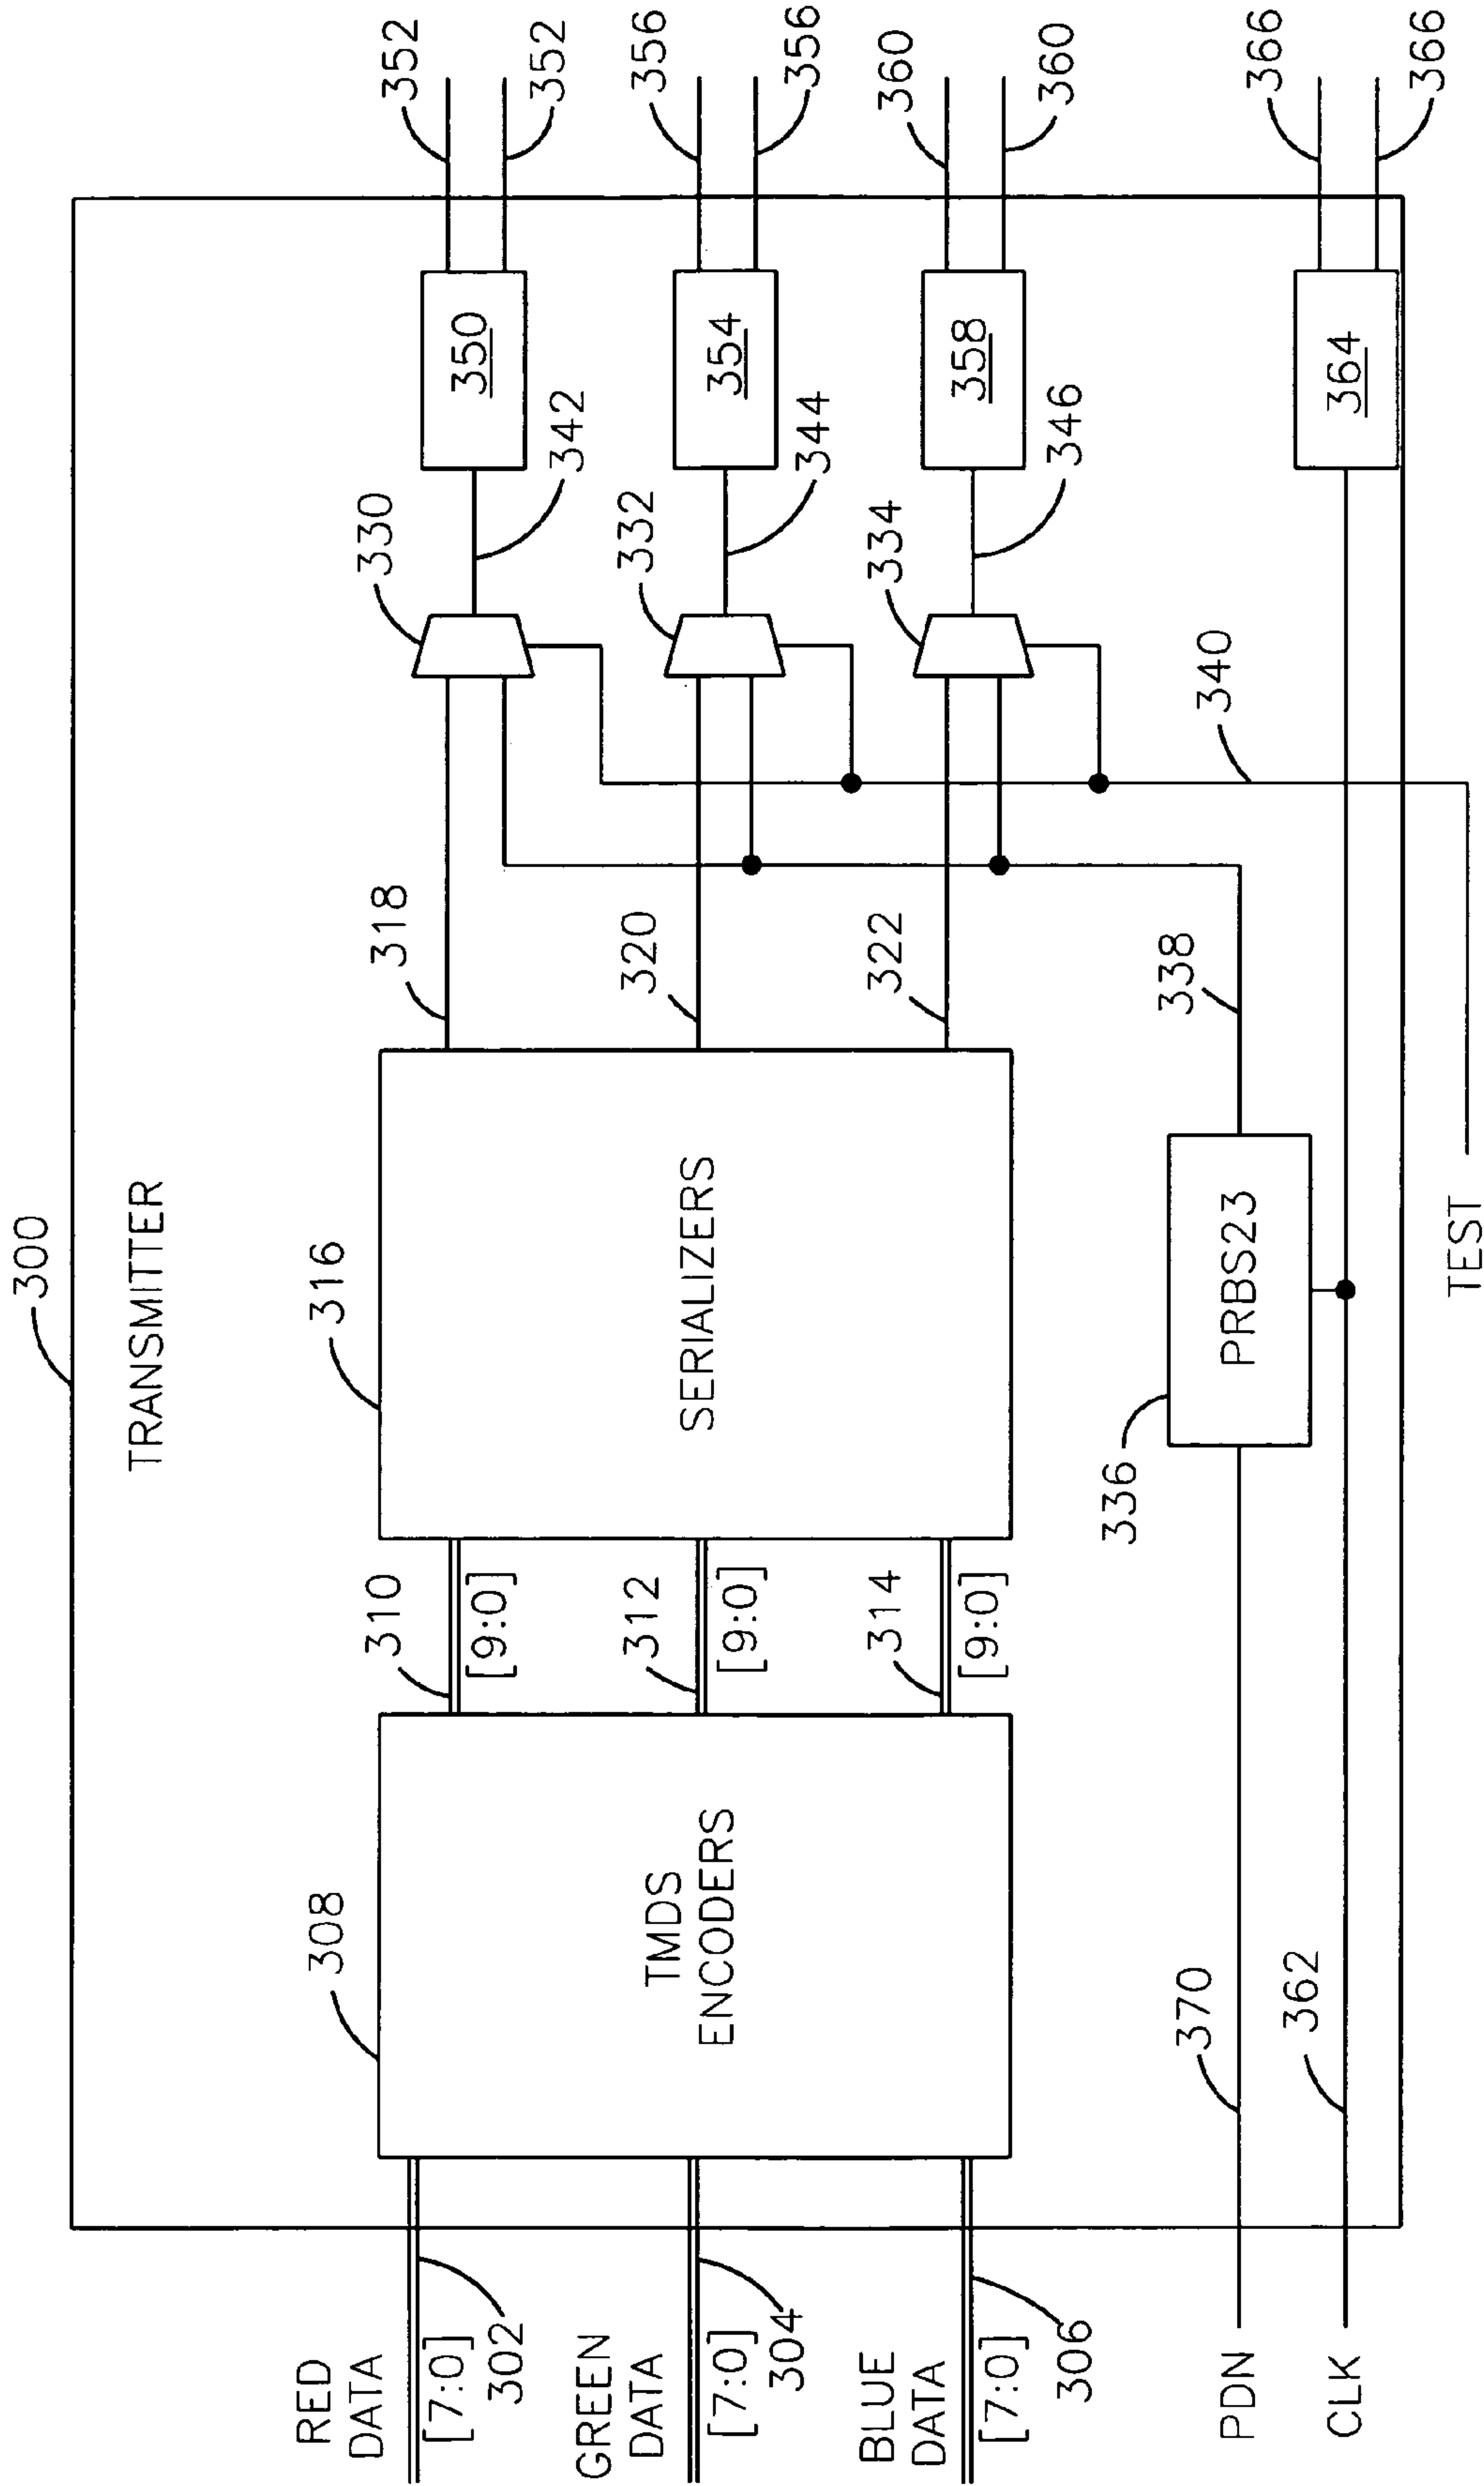 300
TRANSMITTER
RED
DATA
[7:0]
302
GREEN
DATA
[7:0]
304
BLUE
DATA
[7:0]
306
PDN
CLK
308
TMDS
ENCODERS
310
[9:0]
312
[9:0]
314
[9:0]
316
SERIALIZERS
318
320
322
330
332
334
342
344
346
350
354
358
364
352
352
356
356
360
360
366
366
336
PRBS23
338
340
370
362
TEST